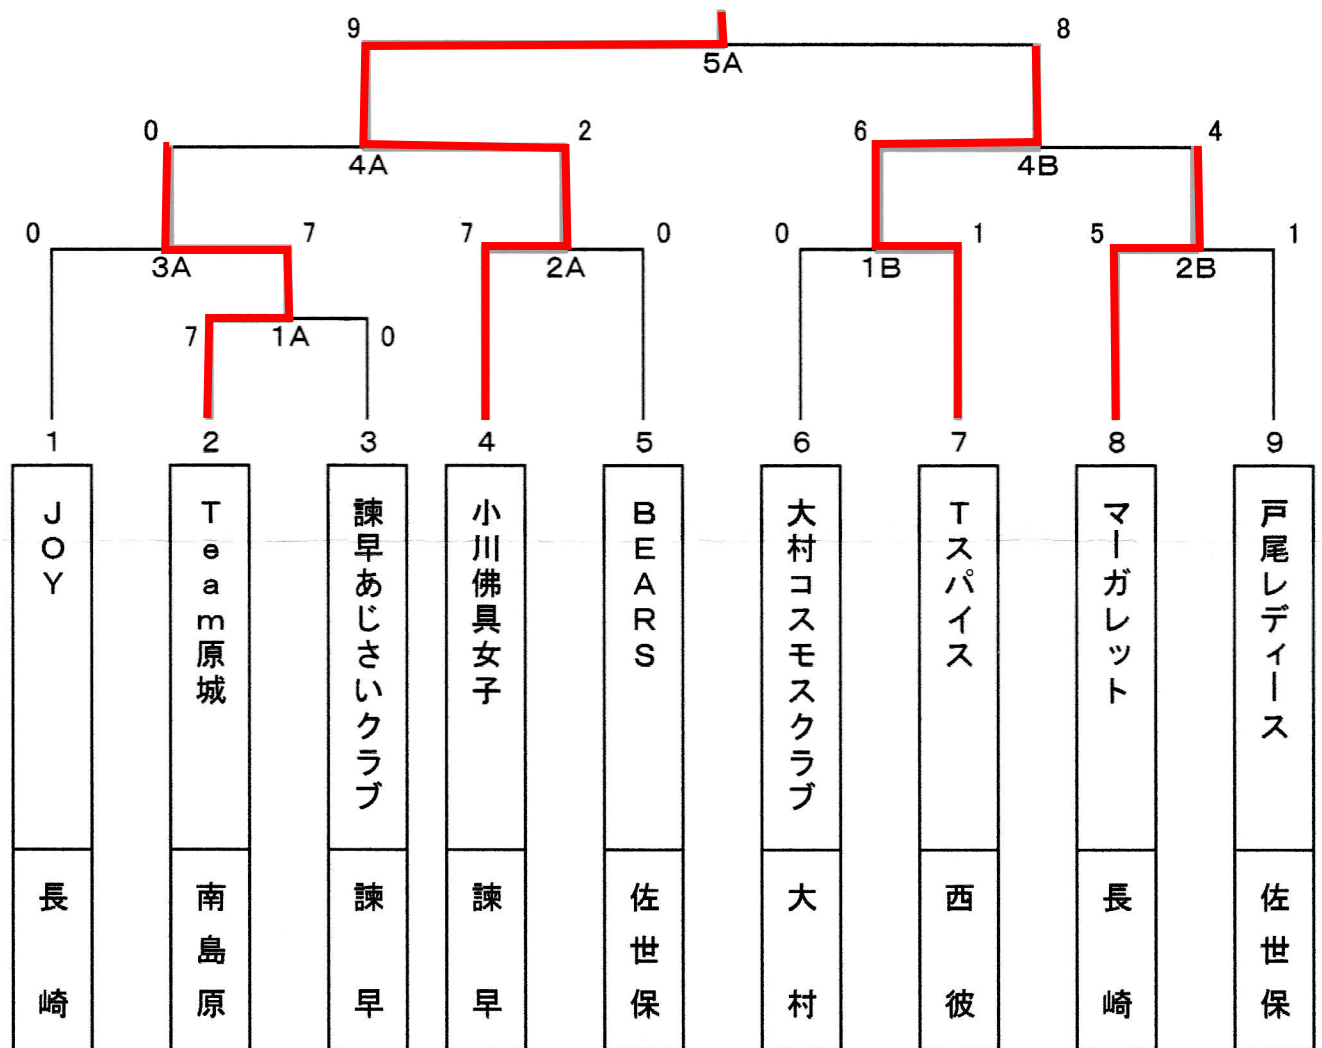 9
8
5A
0
2
6
4
4A
4B
0
7
7
0
0
1
5
1
3A
2A
1B
2B
7
1A
0
1
2
3
4
5
6
7
8
9
JOY
Team原城
諫早あじさいクラブ
小川佛具女子
BEARS
大村コスモスクラブ
Tスパイス
マーガレット
戸尾レディース
長崎
南島原
諫早
諫早
佐世保
大村
西彼
長崎
佐世保